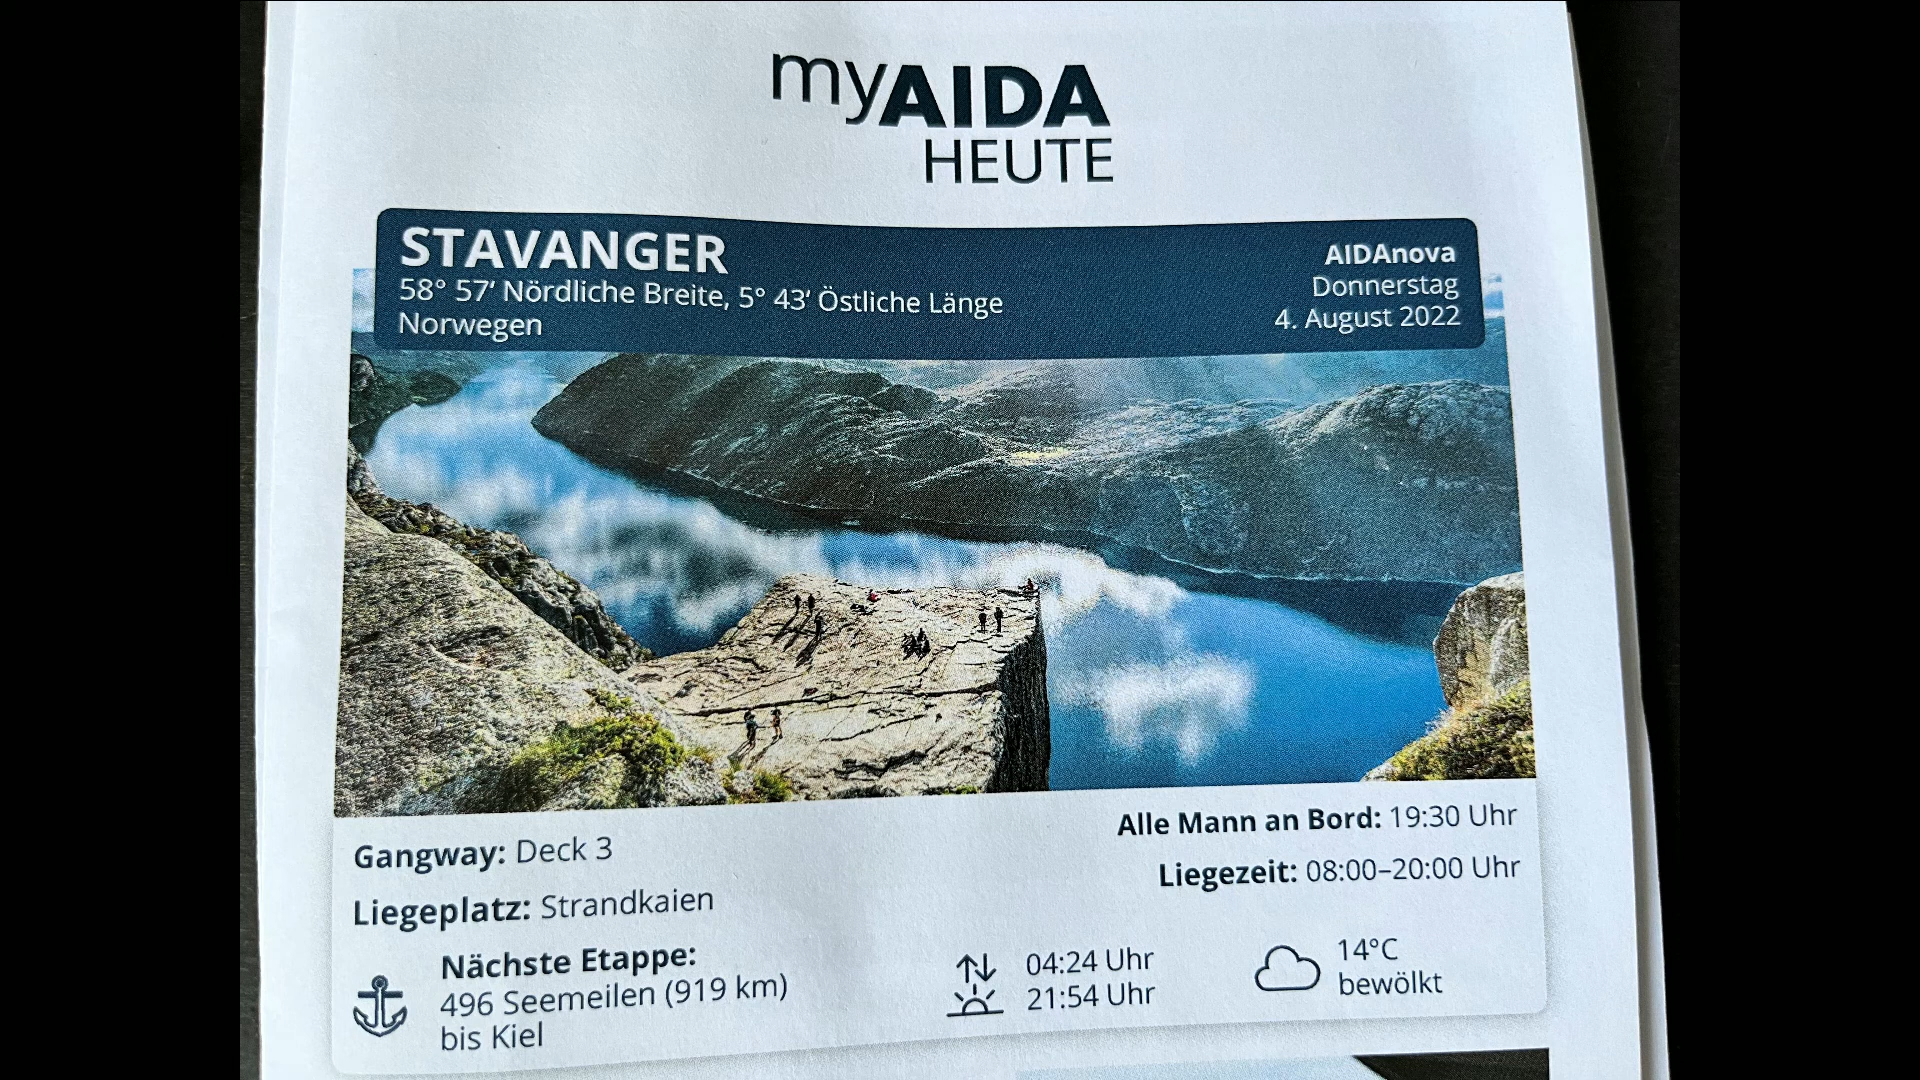 myAIDA
HEUTE
STAVANGER
58° 57′ Nördliche Breite, 5° 43′ Östliche Länge
Norwegen
AIDAnova
Donnerstag
4. August 2022
Gangway: Deck 3
Liegeplatz: Strandkaien
Alle Mann an Bord: 19:30 Uhr
Liegezeit: 08:00–20:00 Uhr
Nächste Etappe:
496 Seemeilen (919 km)
bis Kiel
04:24 Uhr
21:54 Uhr
14°C
bewölkt